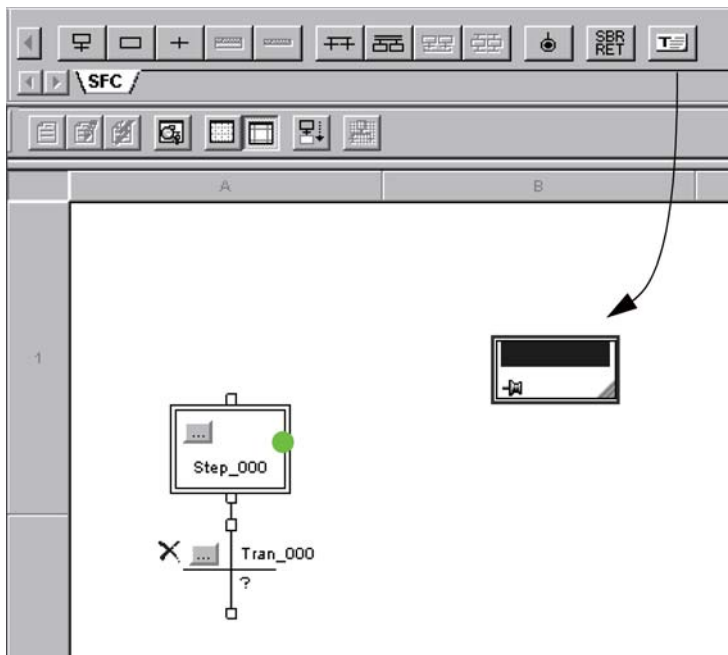 SBR
RET
T
SFC
A
B
1
...
Step_000
...
Tran_000
?